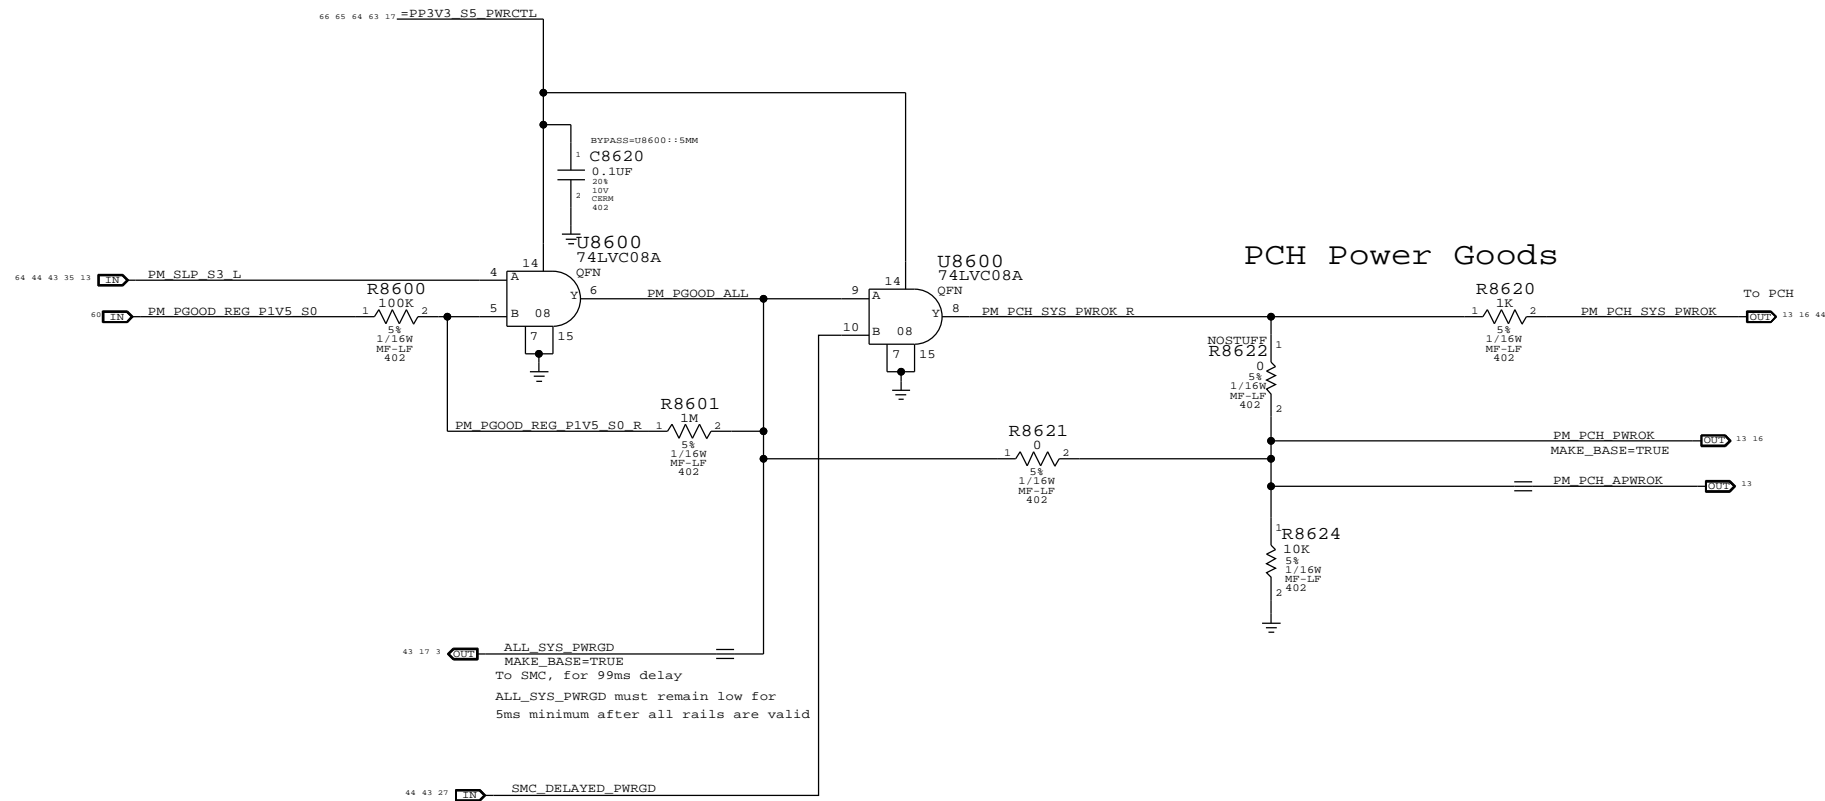 66 65 64 63 17 =PP3V3_S5_PWRCTL
BYPASS=U8600::5MM
1 C8620
0.1UF
20%
10V
2 CERM
402
U8600
74LVC08A
QFN
14
64 44 43 35 13 IN PM_SLP_S3_L
4 A
Y 6
60 IN PM_PGOOD_REG_P1V5_S0
R8600
100K
1 2
5%
1/16W
MF-LF
402
5 B 08
7 15
PM_PGOOD_ALL
U8600
74LVC08A
QFN
14
9 A
Y 8
10 B 08
7 15
PM_PCH_SYS_PWROK_R
PCH Power Goods
R8620
1K
1 2
5%
1/16W
MF-LF
402
To PCH
PM_PCH_SYS_PWROK OUT 13 16 44
NOSTUFF 1
R8622
0
5%
1/16W
MF-LF
402 2
PM_PGOOD_REG_P1V5_S0_R
R8601
1M
1 2
5%
1/16W
MF-LF
402
R8621
0
1 2
5%
1/16W
MF-LF
402
PM_PCH_PWROK OUT 13 16
MAKE_BASE=TRUE
PM_PCH_APWROK OUT 13
1 R8624
10K
5%
1/16W
MF-LF
402
2
43 17 3 OUT ALL_SYS_PWRGD
MAKE_BASE=TRUE
To SMC, for 99ms delay
ALL_SYS_PWRGD must remain low for
5ms minimum after all rails are valid
44 43 27 IN SMC_DELAYED_PWRGD